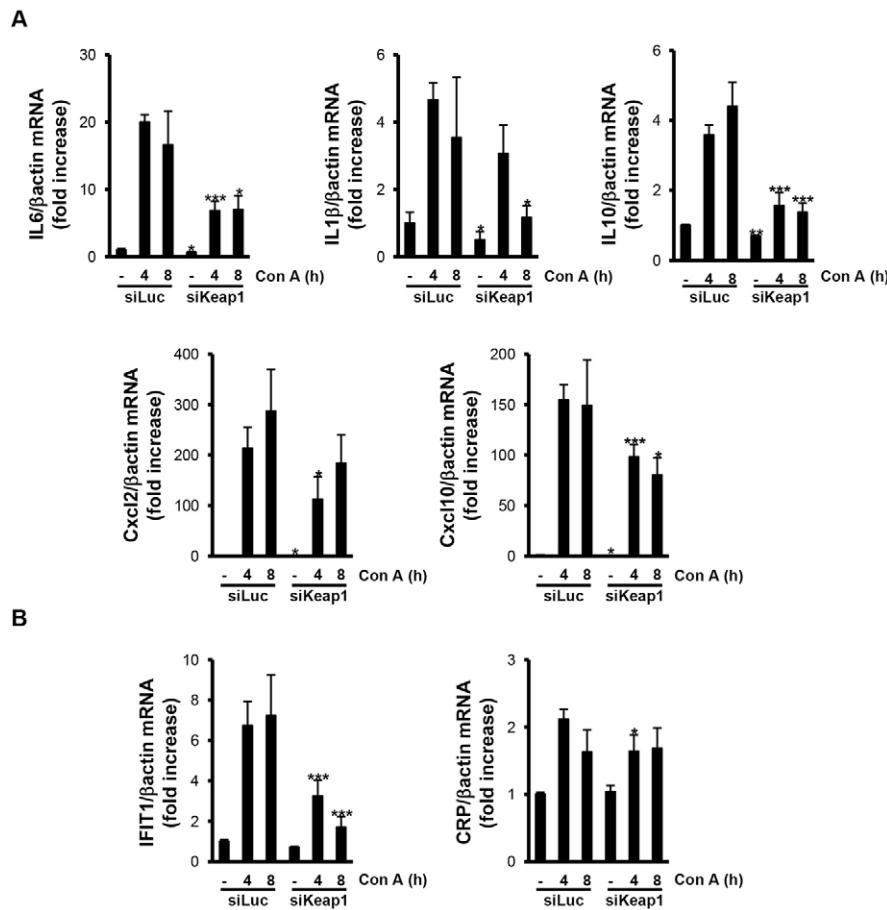 A
IL6/βactin mRNA
(fold increase)
30
20
10
0
***
*
*
- 4 8 - 4 8 Con A (h)
siLuc siKeap1
IL1β/βactin mRNA
(fold increase)
6
4
2
0
*
*
- 4 8 - 4 8 Con A (h)
siLuc siKeap1
IL10/βactin mRNA
(fold increase)
6
4
2
0
**
***
***
- 4 8 - 4 8 Con A (h)
siLuc siKeap1
Cxcl2/βactin mRNA
(fold increase)
400
300
200
100
0
*
*
- 4 8 - 4 8 Con A (h)
siLuc siKeap1
Cxcl10/βactin mRNA
(fold increase)
200
150
100
50
0
*
***
*
- 4 8 - 4 8 Con A (h)
siLuc siKeap1
B
IFIT1/βactin mRNA
(fold increase)
10
8
6
4
2
0
***
***
- 4 8 - 4 8 Con A (h)
siLuc siKeap1
CRP/βactin mRNA
(fold increase)
3
2
1
0
*
- 4 8 - 4 8 Con A (h)
siLuc siKeap1